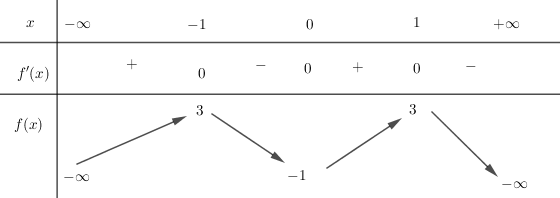 x −∞ −1 0 1 +∞
f′(x) + 0 − 0 + 0 −
f(x) −∞ 3 −1 3 −∞